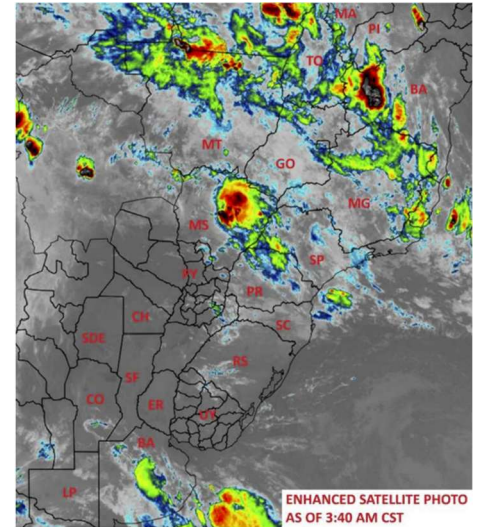 MA
PI
TO
BA
MT
GO
MG
MS
SP
PY
PR
CH
SC
SDE
RS
SF
CO
ER
UY
BA
LP
ENHANCED SATELLITE PHOTO
AS OF 3:40 AM CST